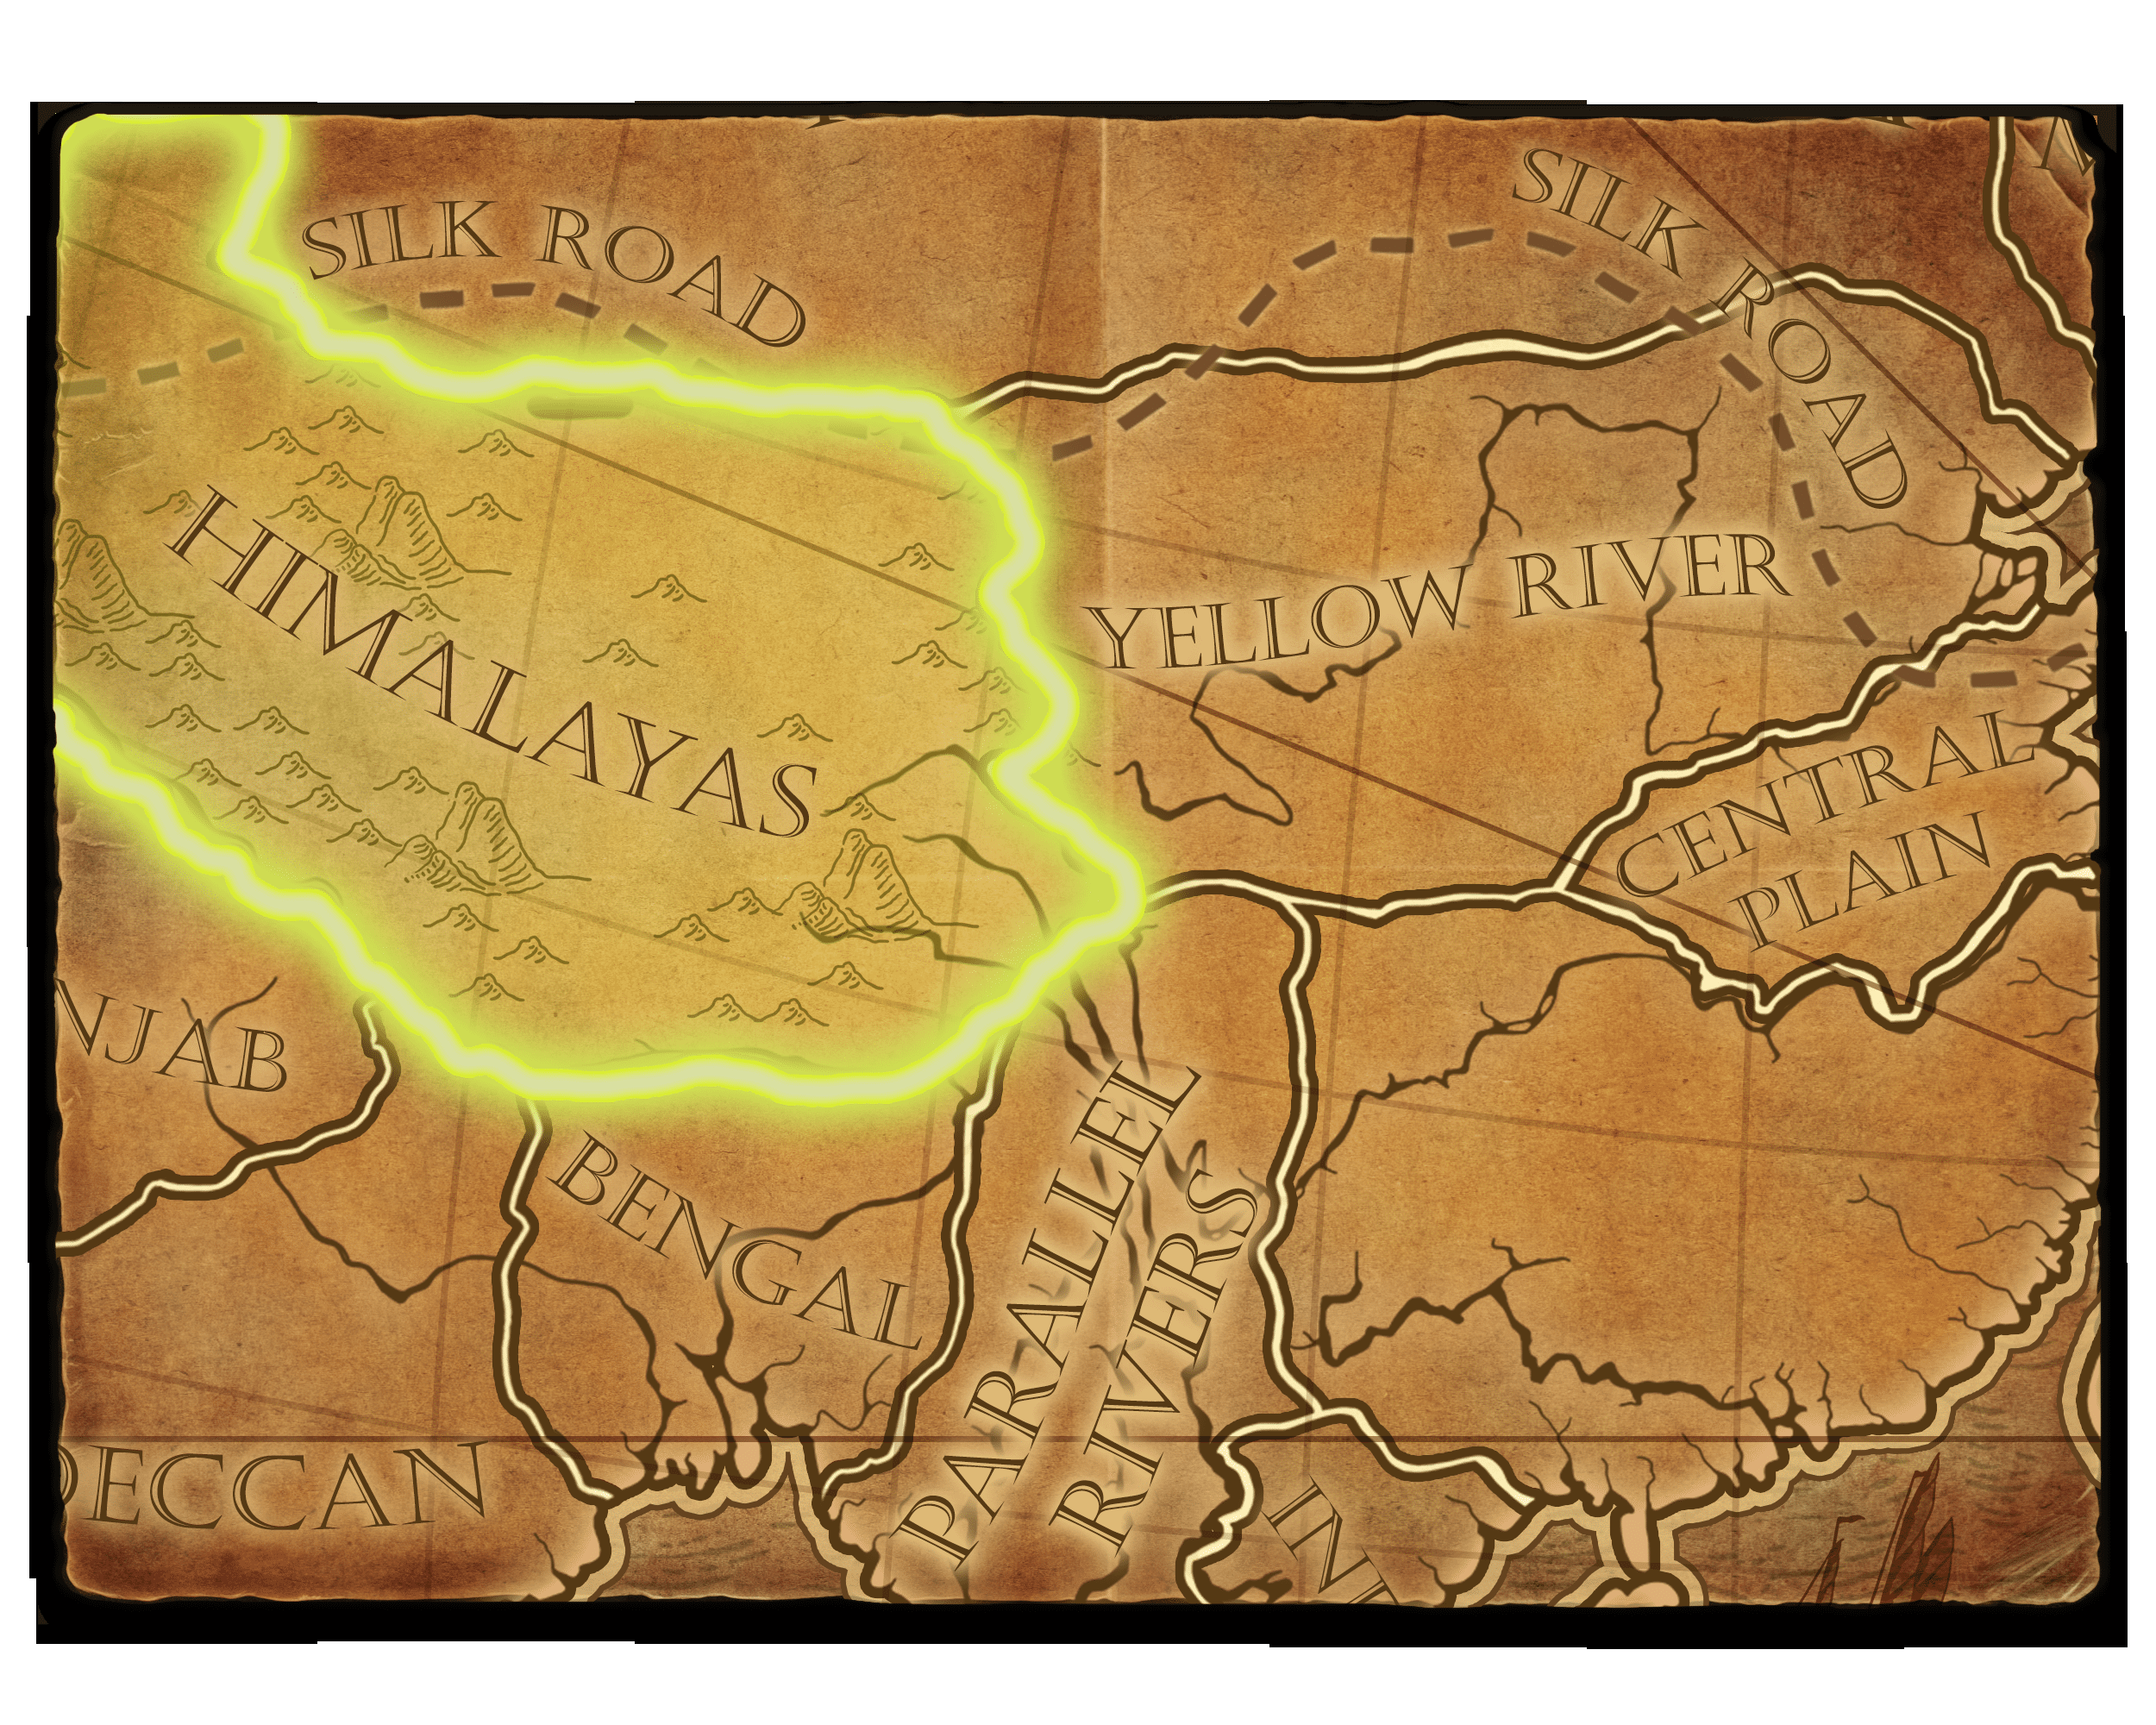 SILK ROAD
SILK ROAD
HIMALAYAS
YELLOW RIVER
CENTRAL
PLAIN
NJAB
BENGAL
PARALLEL
RIVERS
DECCAN
IN
N